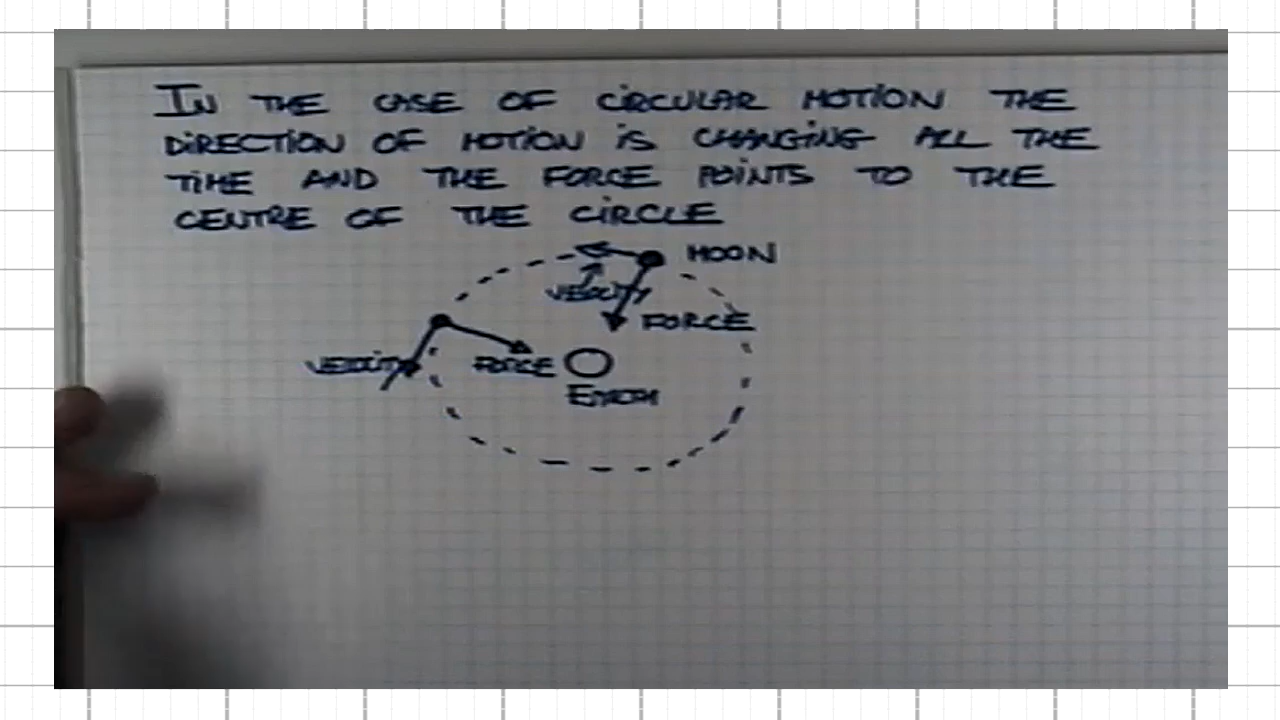 IN THE CASE OF CIRCULAR MOTION THE
DIRECTION OF MOTION IS CHANGING ALL THE
TIME AND THE FORCE POINTS TO THE
CENTRE OF THE CIRCLE
MOON
VELOCITY
FORCE
VELOCITY
FORCE
EARTH